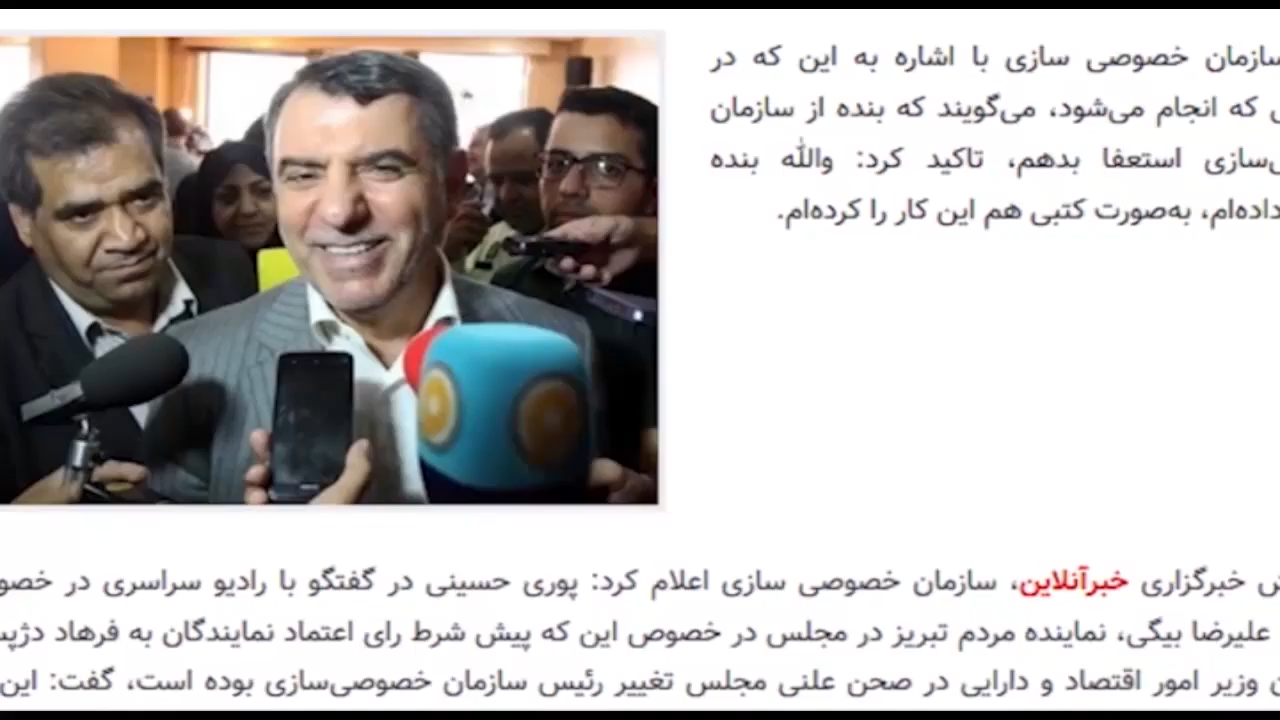 سازمان خصوصی سازی با اشاره به این که در
که انجام می‌شود، می‌گویند که بنده از سازمان
سازی استعفا بدهم، تاکید کرد: والله بنده
داده‌ام، به‌صورت کتبی هم این کار را کرده‌ام.
خبرگزاری خبرآنلاین، سازمان خصوصی سازی اعلام کرد: پوری حسینی در گفتگو با رادیو سراسری در
علیرضا بیگی، نماینده مردم تبریز در مجلس در خصوص این که پیش شرط رای اعتماد نمایندگان به فرهاد
وزیر امور اقتصاد و دارایی در صحن علنی مجلس تغییر رئیس سازمان خصوصی‌سازی بوده است، گفت: این